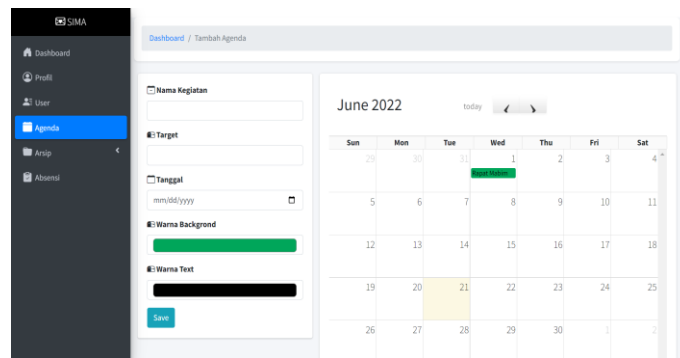 SIMA
Dashboard
Profil
User
Agenda
Arsip
Absensi
Dashboard / Tambah Agenda
Nama Kegiatan
Target
Tanggal
mm/dd/yyyy
Warna Backgrond
Warna Text
Save
June 2022
today
Sun Mon Tue Wed Thu Fri Sat
29 30 31 1 2 3 4
Rapat
5 6 7 8 9 10 11
12 13 14 15 16 17 18
19 20 21 22 23 24 25
26 27 28 29 30 1 2